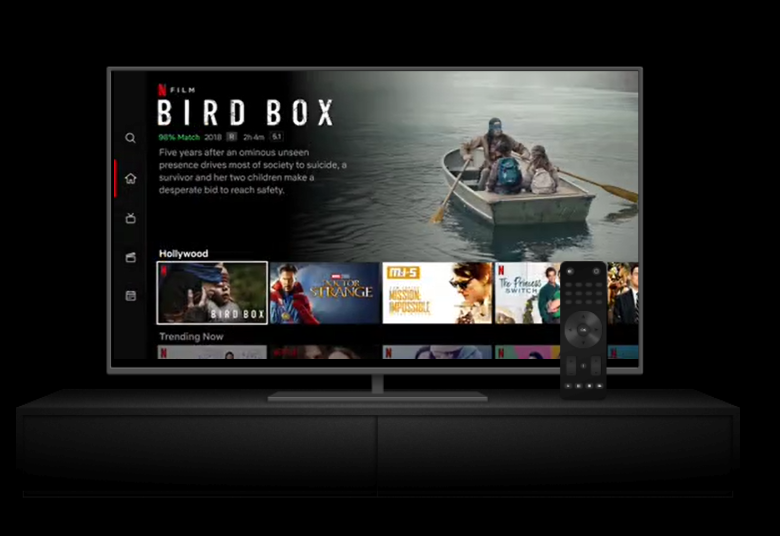 N FILM
BIRD BOX
98% Match 2018 R 2h 4m 5.1
Five years after an ominous unseen
presence drives most of society to suicide, a
survivor and her two children make a
desperate bid to reach safety.
Hollywood
N
BIRD BOX
DOCTOR
STRANGE
M:I-5
MISSION:
IMPOSSIBLE
N
The Princess
SWITCH
Trending Now
N
N
N